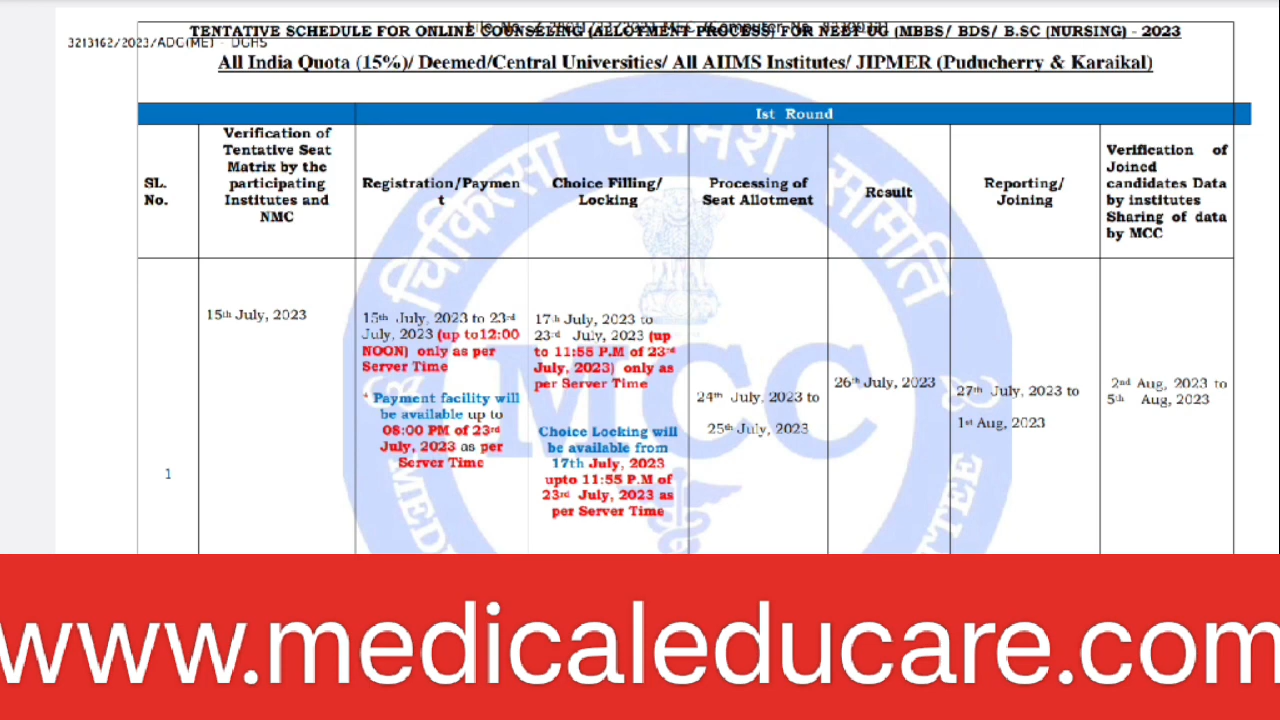 TENTATIVE SCHEDULE FOR ONLINE COUNSELING (ALLOTMENT PROCESS) FOR NEET UG (MBBS/ BDS/ B.SC (NURSING) - 2023
3213162/2023/ADG(ME) - DGHS
All India Quota (15%)/ Deemed/Central Universities/ All AIIMS Institutes/ JIPMER (Puducherry & Karaikal)
Ist Round
SL.
No.
Verification of
Tentative Seat
Matrix by the
participating
Institutes and
NMC
Registration/Paymen
t
Choice Filling/
Locking
Processing of
Seat Allotment
Result
Reporting/
Joining
Verification of
Joined
candidates Data
by institutes
Sharing of data
by MCC
1
15th July, 2023
15th July, 2023 to 23rd
July, 2023 (up to12:00
NOON) only as per
Server Time
* Payment facility will
be available up to
08:00 PM of 23rd
July, 2023 as per
Server Time
17th July, 2023 to
23rd July, 2023 (up
to 11:55 P.M of 23rd
July, 2023) only as
per Server Time
Choice Locking will
be available from
17th July, 2023
upto 11:55 P.M of
23rd July, 2023 as
per Server Time
24th July, 2023 to
25th July, 2023
26th July, 2023
27th July, 2023 to
1st Aug, 2023
2nd Aug, 2023 to
5th Aug, 2023
चिकित्सा परामर्श समिति
MCC
www.medicaleducare.com